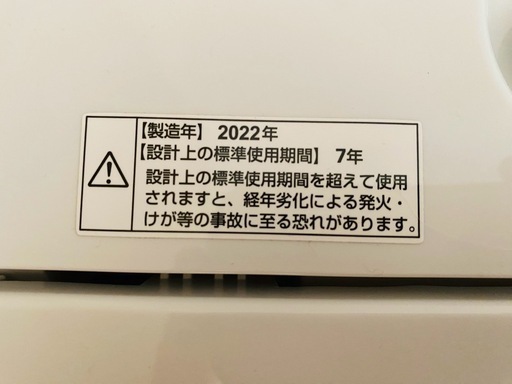 【製造年】 2022年
【設計上の標準使用期間】 7年
設計上の標準使用期間を超えて使用
されますと、経年劣化による発火・
けが等の事故に至る恐れがあります。